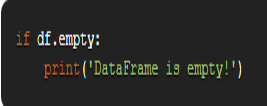 if df.empty:
    print('DataFrame is empty!')